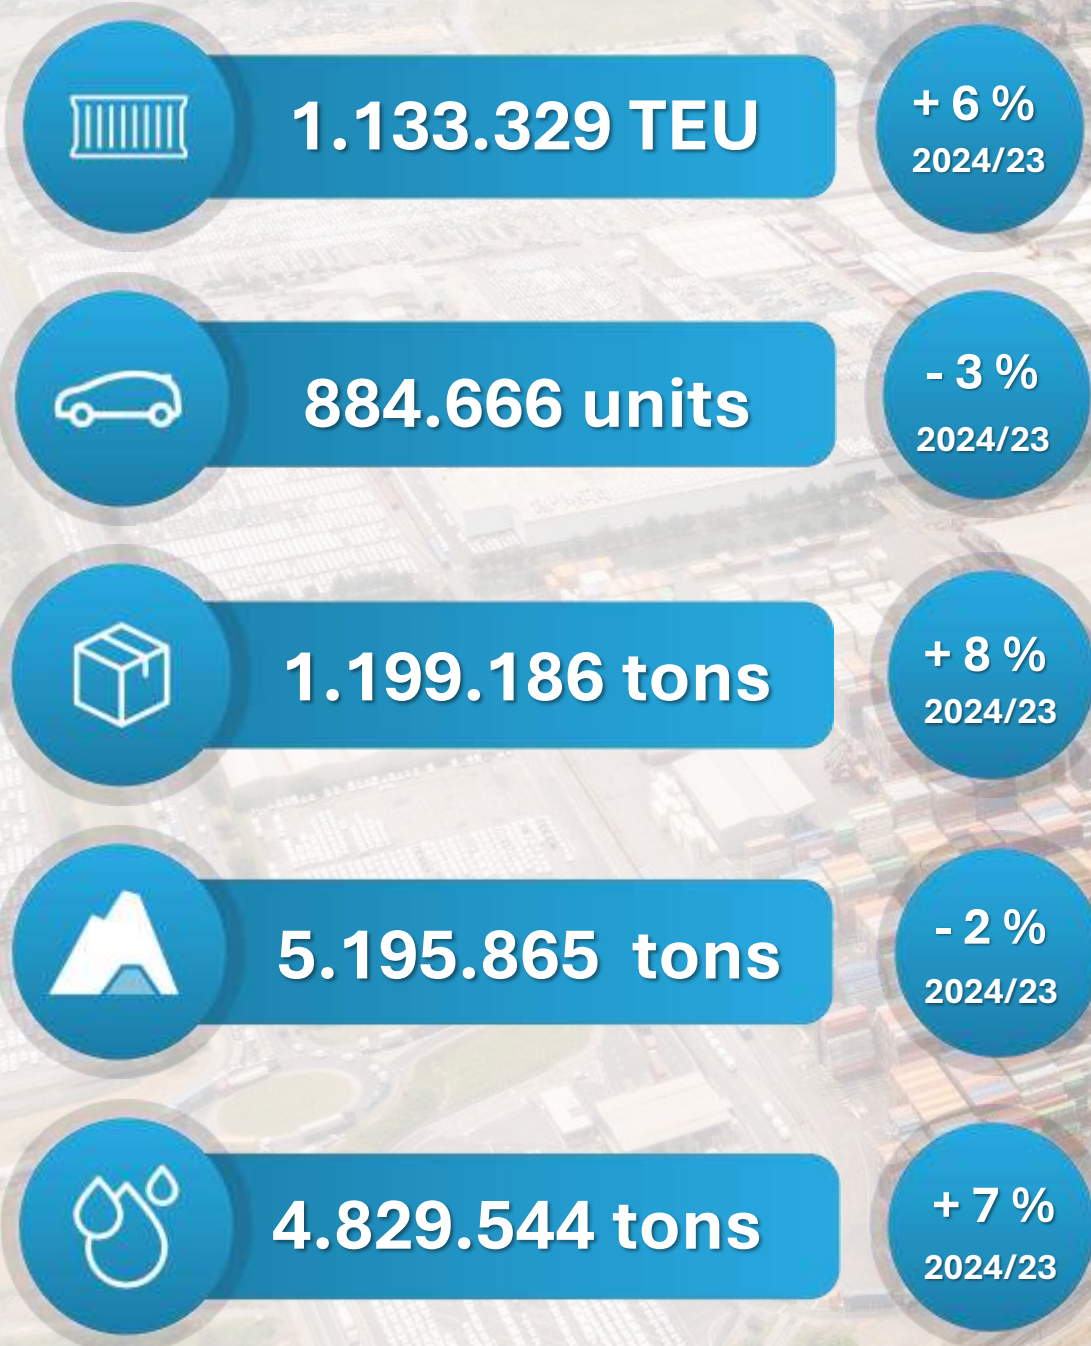 1.133.329 TEU
+ 6 %
2024/23
884.666 units
- 3 %
2024/23
1.199.186 tons
+ 8 %
2024/23
5.195.865 tons
- 2 %
2024/23
4.829.544 tons
+ 7 %
2024/23